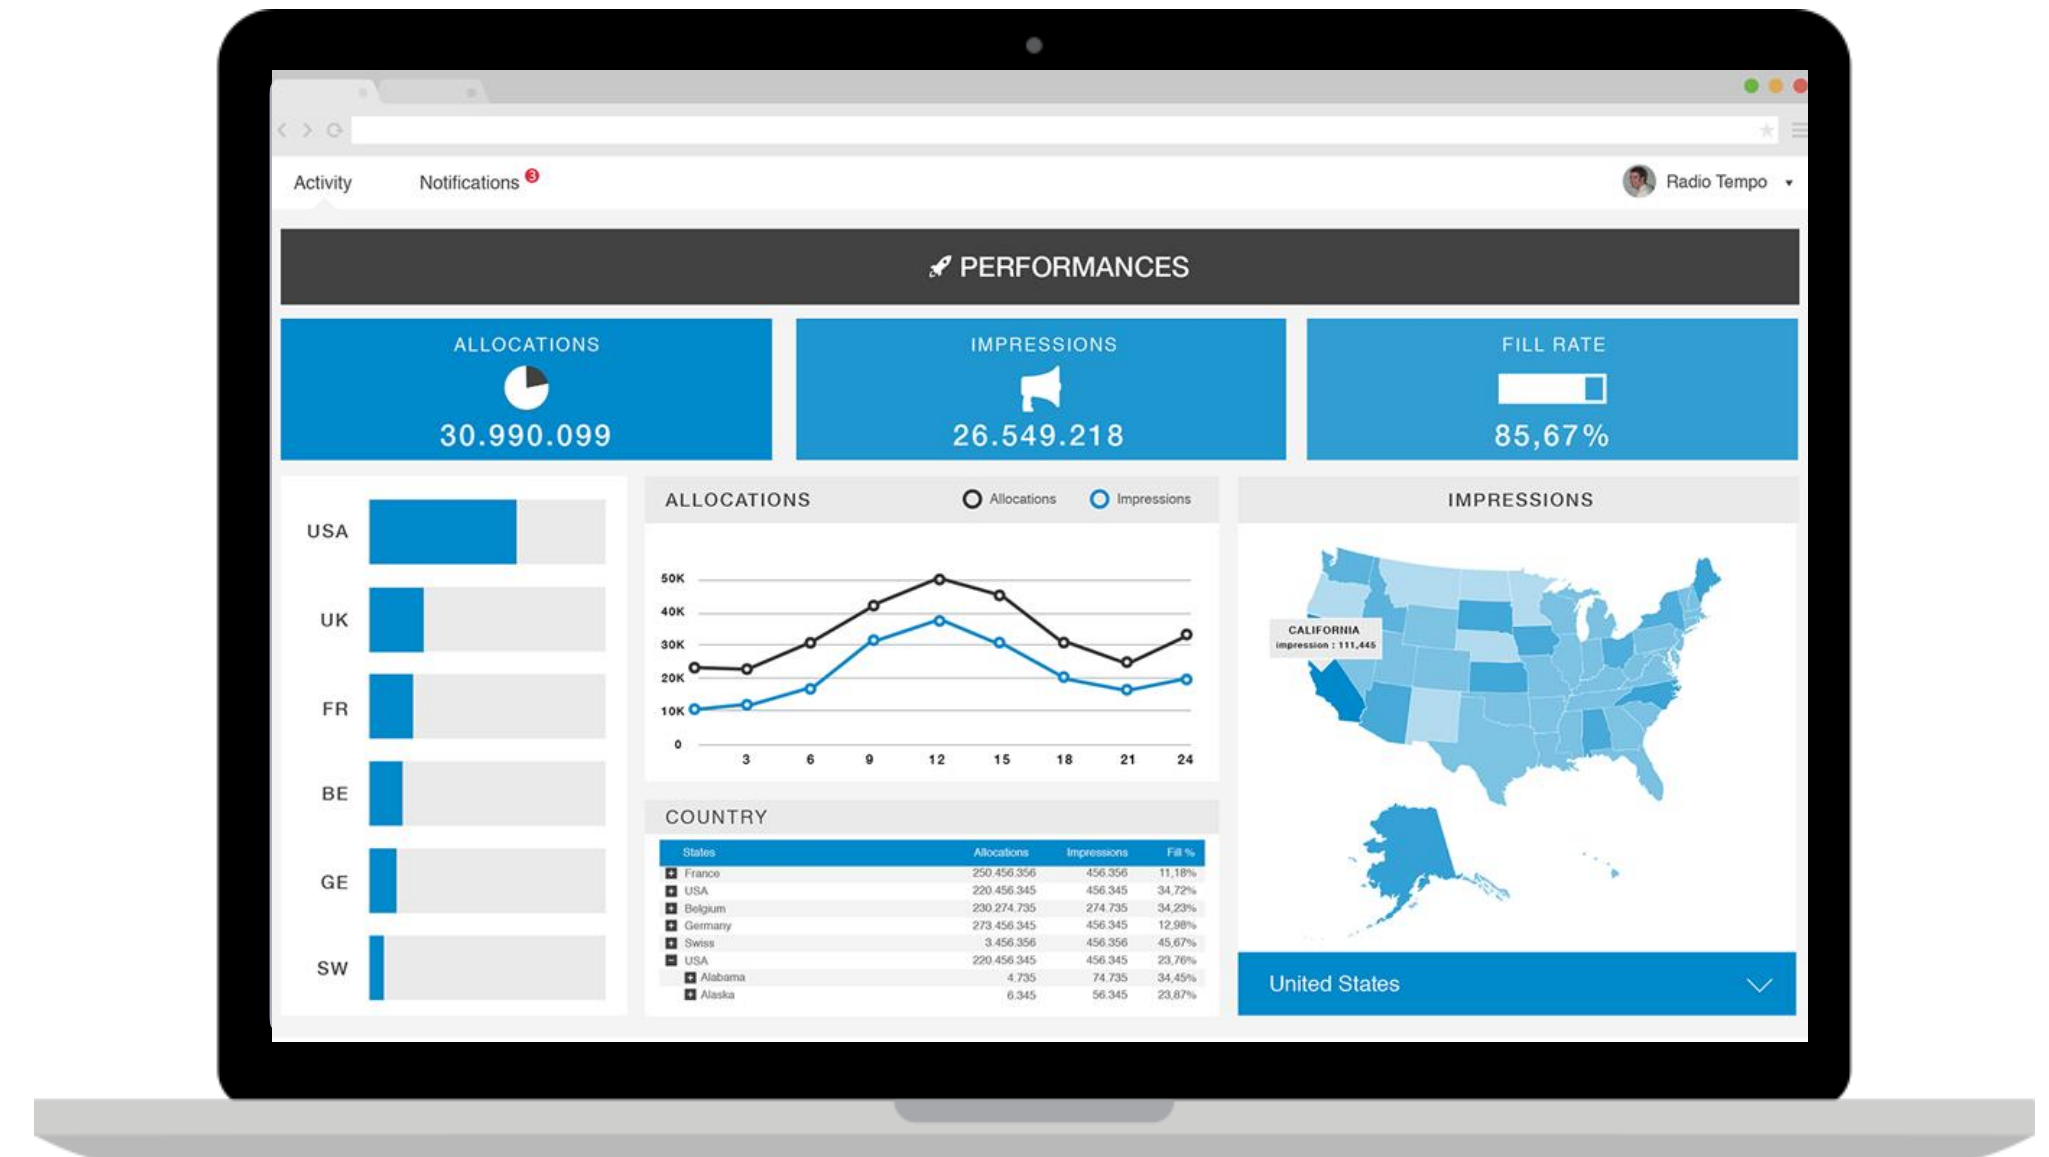 Activity
Notifications 3
Radio Tempo
PERFORMANCES
ALLOCATIONS
30.990.099
IMPRESSIONS
26.549.218
FILL RATE
85,67%
USA
UK
FR
BE
GE
SW
ALLOCATIONS
Allocations
Impressions
50K
40K
30K
20K
10K
0
3 6 9 12 15 18 21 24
COUNTRY
States Allocations Impressions Fill %
France 250.456.356 456.356 11,18%
USA 220.456.345 456.345 34,72%
Belgium 230.274.735 274.735 34,23%
Germany 273.456.345 456.345 12,98%
Swiss 3.456.356 456.356 45,67%
USA 220.456.345 456.345 23,76%
Alabama 4.735 74.735 34,45%
Alaska 6.345 56.345 23,87%
IMPRESSIONS
CALIFORNIA
impression : 111,445
United States